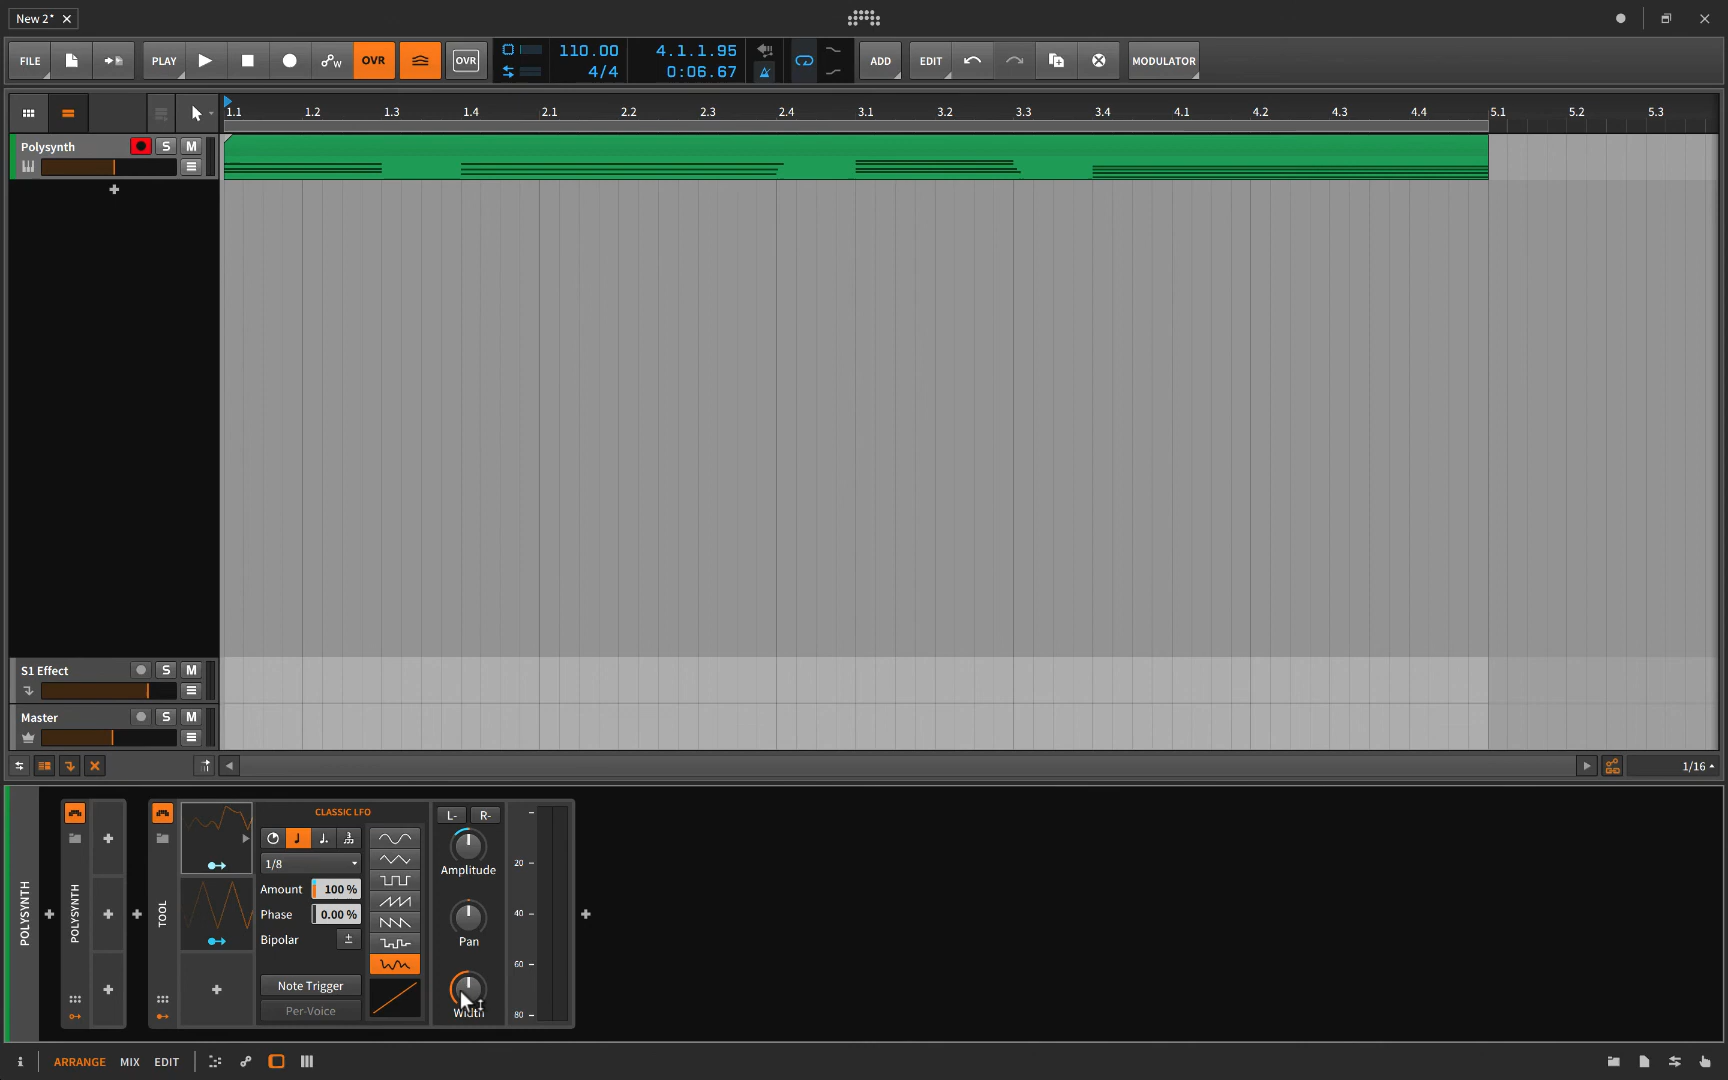 New 2*
FILE
PLAY
OVR
OVR
110.00
4/4
4.1.1.95
0:06.67
ADD
EDIT
MODULATOR
1.1 1.2 1.3 1.4 2.1 2.2 2.3 2.4 3.1 3.2 3.3 3.4 4.1 4.2 4.3 4.4 5.1 5.2 5.3
Polysynth S M
S1 Effect S M
Master S M
1/16
POLYSYNTH
POLYSYNTH
TOOL
CLASSIC LFO
1/8
Amount 100 %
Phase 0.00 %
Bipolar ±
Note Trigger
Per-Voice
L- R-
Amplitude
Pan
Width
20
40
60
80
ARRANGE MIX EDIT